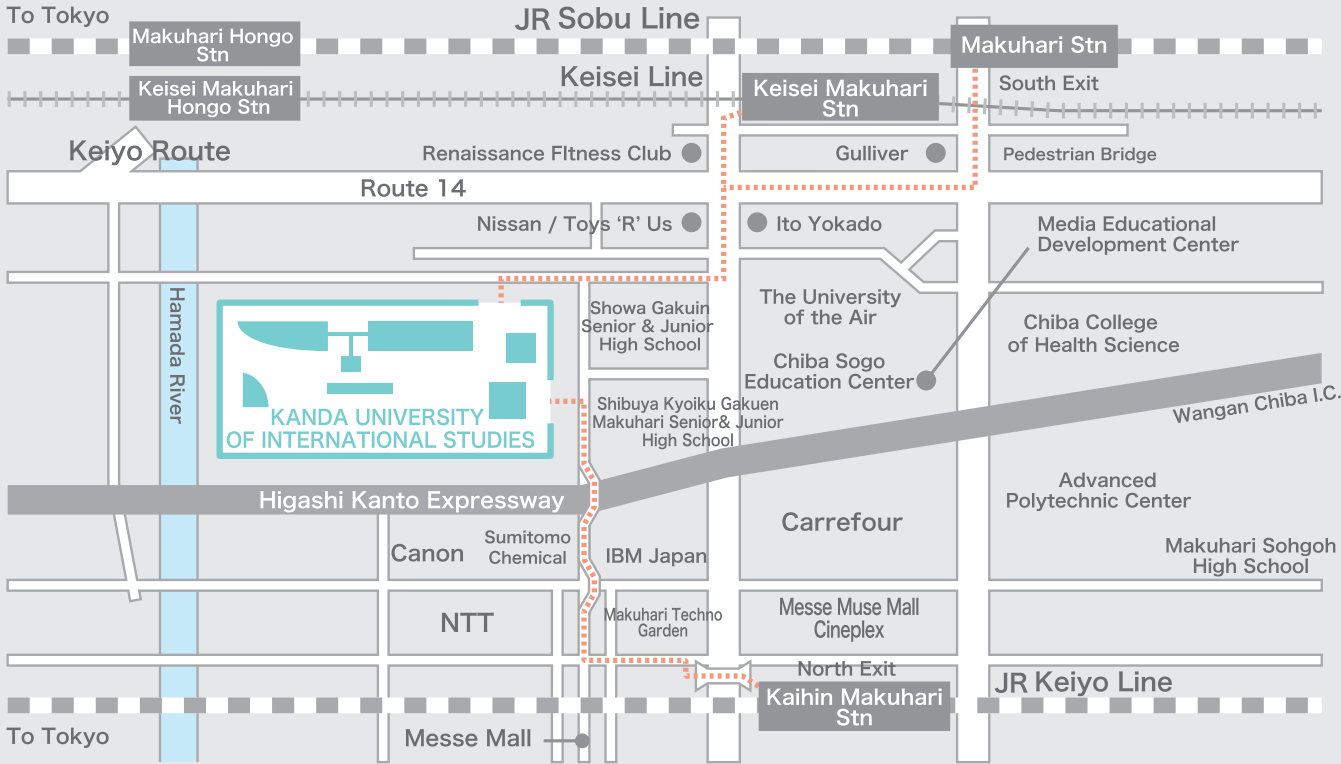 To Tokyo
JR Sobu Line
Makuhari Hongo
Stn
Makuhari Stn
Keisei Line
South Exit
Keisei Makuhari
Hongo Stn
Keisei Makuhari
Stn
Keiyo Route
Renaissance FItness Club
Gulliver
Pedestrian Bridge
Route 14
Nissan / Toys ‘R’ Us
Ito Yokado
Media Educational
Development Center
Hamada River
Showa Gakuin
Senior & Junior
High School
The University
of the Air
Chiba College
of Health Science
Chiba Sogo
Education Center
Shibuya Kyoiku Gakuen
Makuhari Senior& Junior
High School
Wangan Chiba I.C.
KANDA UNIVERSITY
OF INTERNATIONAL STUDIES
Higashi Kanto Expressway
Advanced
Polytechnic Center
Carrefour
Canon
Sumitomo
Chemical
IBM Japan
Makuhari Sohgoh
High School
NTT
Makuhari Techno
Garden
Messe Muse Mall
Cineplex
North Exit
JR Keiyo Line
Kaihin Makuhari
Stn
To Tokyo
Messe Mall